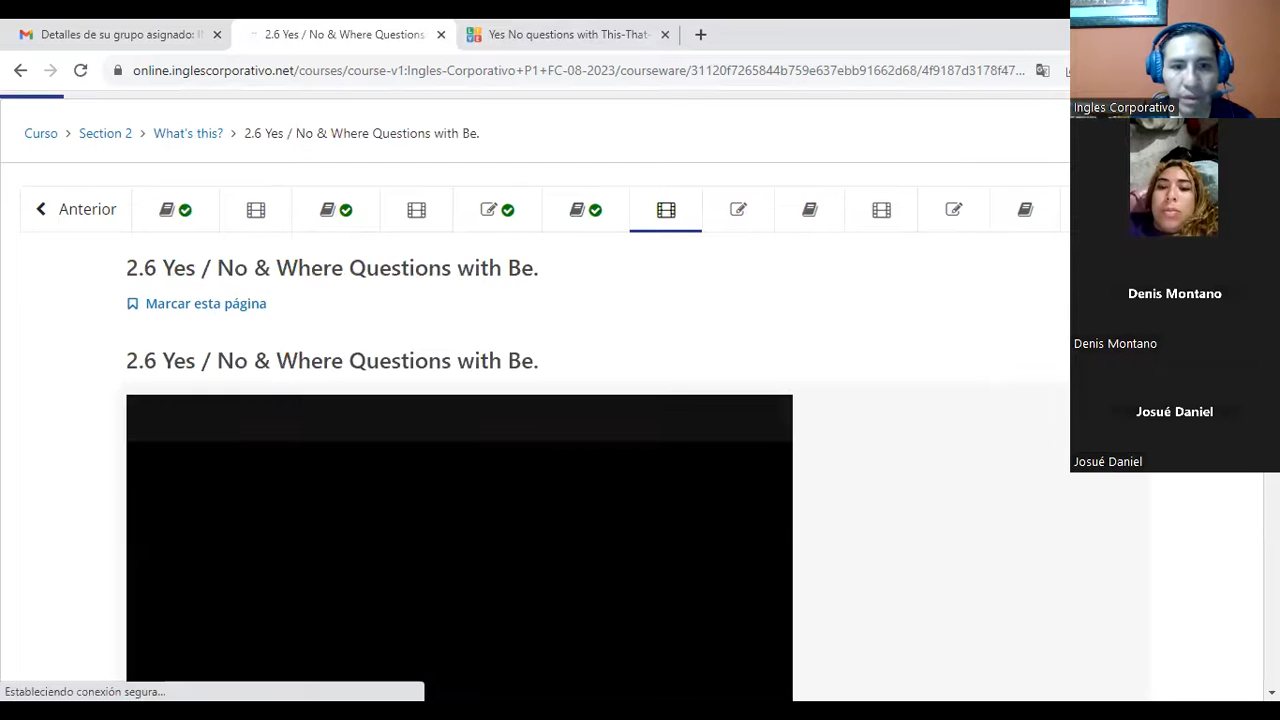 Detalles de su grupo asignado: I
2.6 Yes / No & Where Questions
Yes No questions with This-That-
online.inglescorporativo.net/courses/course-v1:Ingles-C
+P1+FC-08-2023/courseware/31120f7265844b759e637ebb91662d68/4f9187d3178f47...
Ingles Corporativo
Curso > Section 2 > What's this? > 2.6 Yes / No & Where Questions with Be.
Anterior
2.6 Yes / No & Where Questions with Be.
Marcar esta página
2.6 Yes / No & Where Questions with Be.
Denis Montano
Denis Montano
Josué Daniel
Josué Daniel
Estableciendo conexión segura...